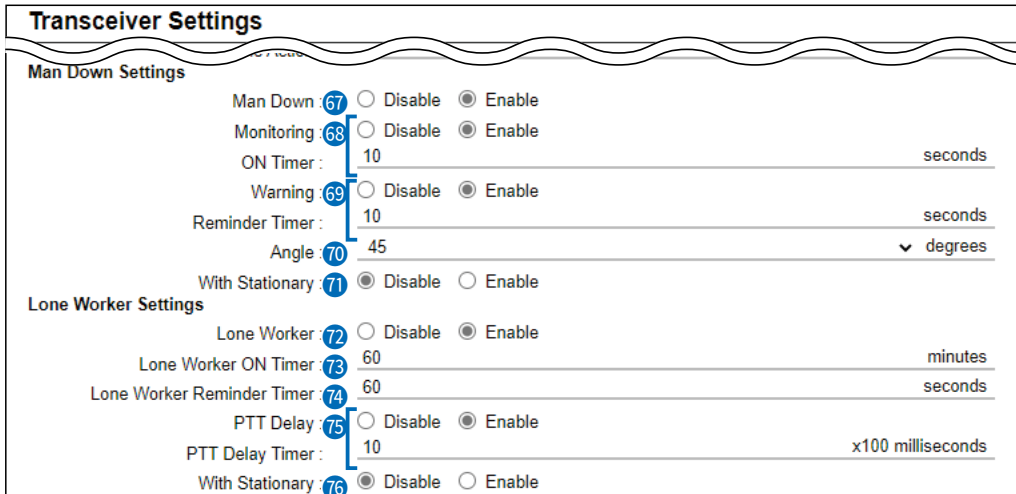 Transceiver Settings
Man Down Settings
Man Down : 67 Disable Enable
Monitoring : 68 Disable Enable
ON Timer : 10 seconds
Warning : 69 Disable Enable
Reminder Timer : 10 seconds
Angle : 70 45 degrees
With Stationary : 71 Disable Enable
Lone Worker Settings
Lone Worker : 72 Disable Enable
Lone Worker ON Timer : 73 60 minutes
Lone Worker Reminder Timer : 74 60 seconds
PTT Delay : 75 Disable Enable
PTT Delay Timer : 10 x100 milliseconds
With Stationary : 76 Disable Enable